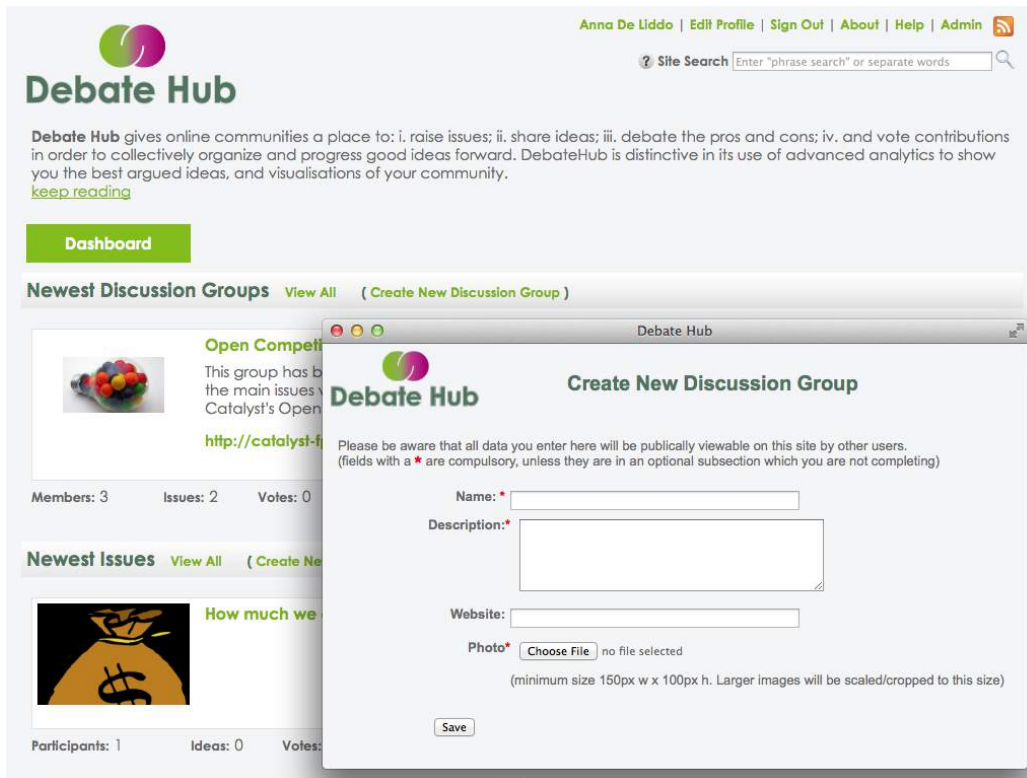 Anna De Liddo | Edit Profile | Sign Out | About | Help | Admin
? Site Search Enter "phrase search" or separate words
Debate Hub
Debate Hub gives online communities a place to: i. raise issues; ii. share ideas; iii. debate the pros and cons; iv. and vote contributions
in order to collectively organize and progress good ideas forward. DebateHub is distinctive in its use of advanced analytics to show
you the best argued ideas, and visualisations of your community.
keep reading
Dashboard
Newest Discussion Groups View All ( Create New Discussion Group )
Open Competi
This group has b
the main issues
Catalyst's Open
http://catalyst-f
Members: 3 Issues: 2 Votes: 0
Newest Issues View All ( Create Ne
How much we
$
Participants: 1 Ideas: 0 Votes:
Debate Hub
Debate Hub
Create New Discussion Group
Please be aware that all data you enter here will be publically viewable on this site by other users.
(fields with a * are compulsory, unless they are in an optional subsection which you are not completing)
Name: *
Description:*
Website:
Photo* Choose File no file selected
(minimum size 150px w x 100px h. Larger images will be scaled/cropped to this size)
Save